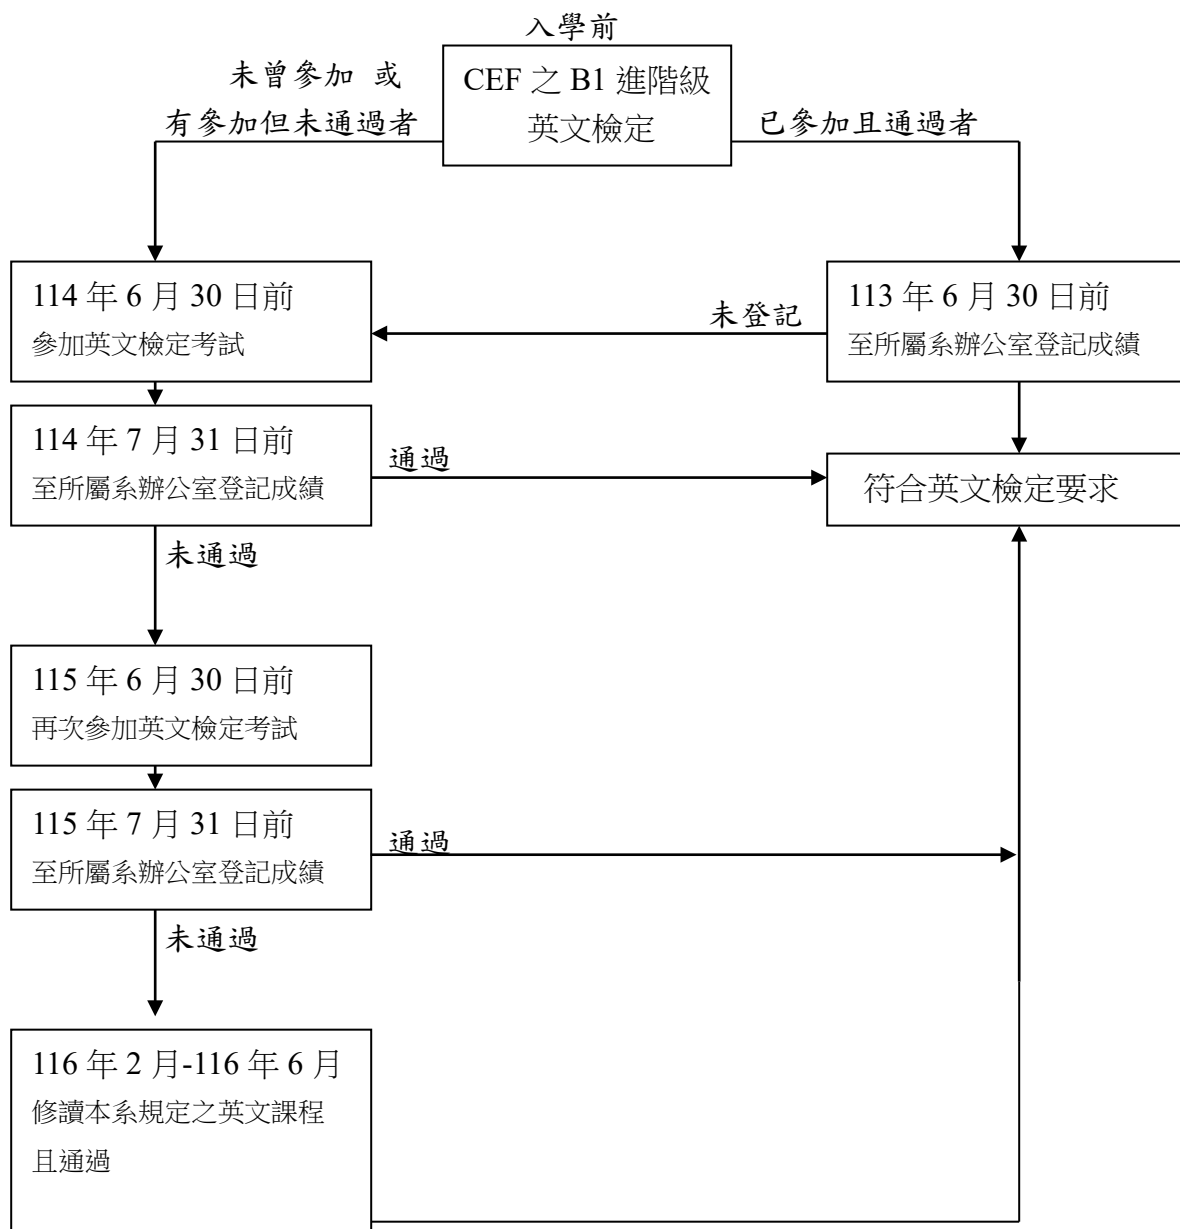 入學前
CEF 之 B1 進階級
英文檢定
未曾參加 或
有參加但未通過者
已參加且通過者
114 年 6 月 30 日前
參加英文檢定考試
未登記
113 年 6 月 30 日前
至所屬系辦公室登記成績
114 年 7 月 31 日前
至所屬系辦公室登記成績
通過
符合英文檢定要求
未通過
115 年 6 月 30 日前
再次參加英文檢定考試
115 年 7 月 31 日前
至所屬系辦公室登記成績
通過
未通過
116 年 2 月-116 年 6 月
修讀本系規定之英文課程
且通過